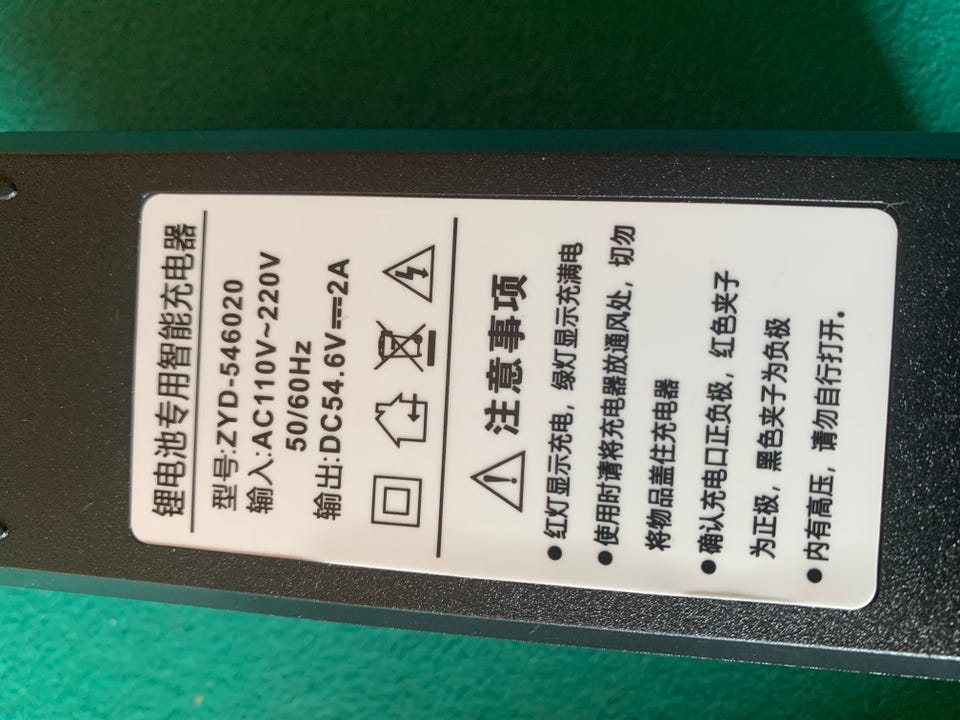 锂电池专用智能充电器
型号:ZYD-546020
输入:AC110V~220V
50/60Hz
输出:DC54.6V⎓2A
注意事项
●红灯显示充电，绿灯显示充满电
●使用时请将充电器放通风处，切勿
将物品盖住充电器
●确认充电口正负极，红色夹子
为正极，黑色夹子为负极
●内有高压，请勿自行打开。